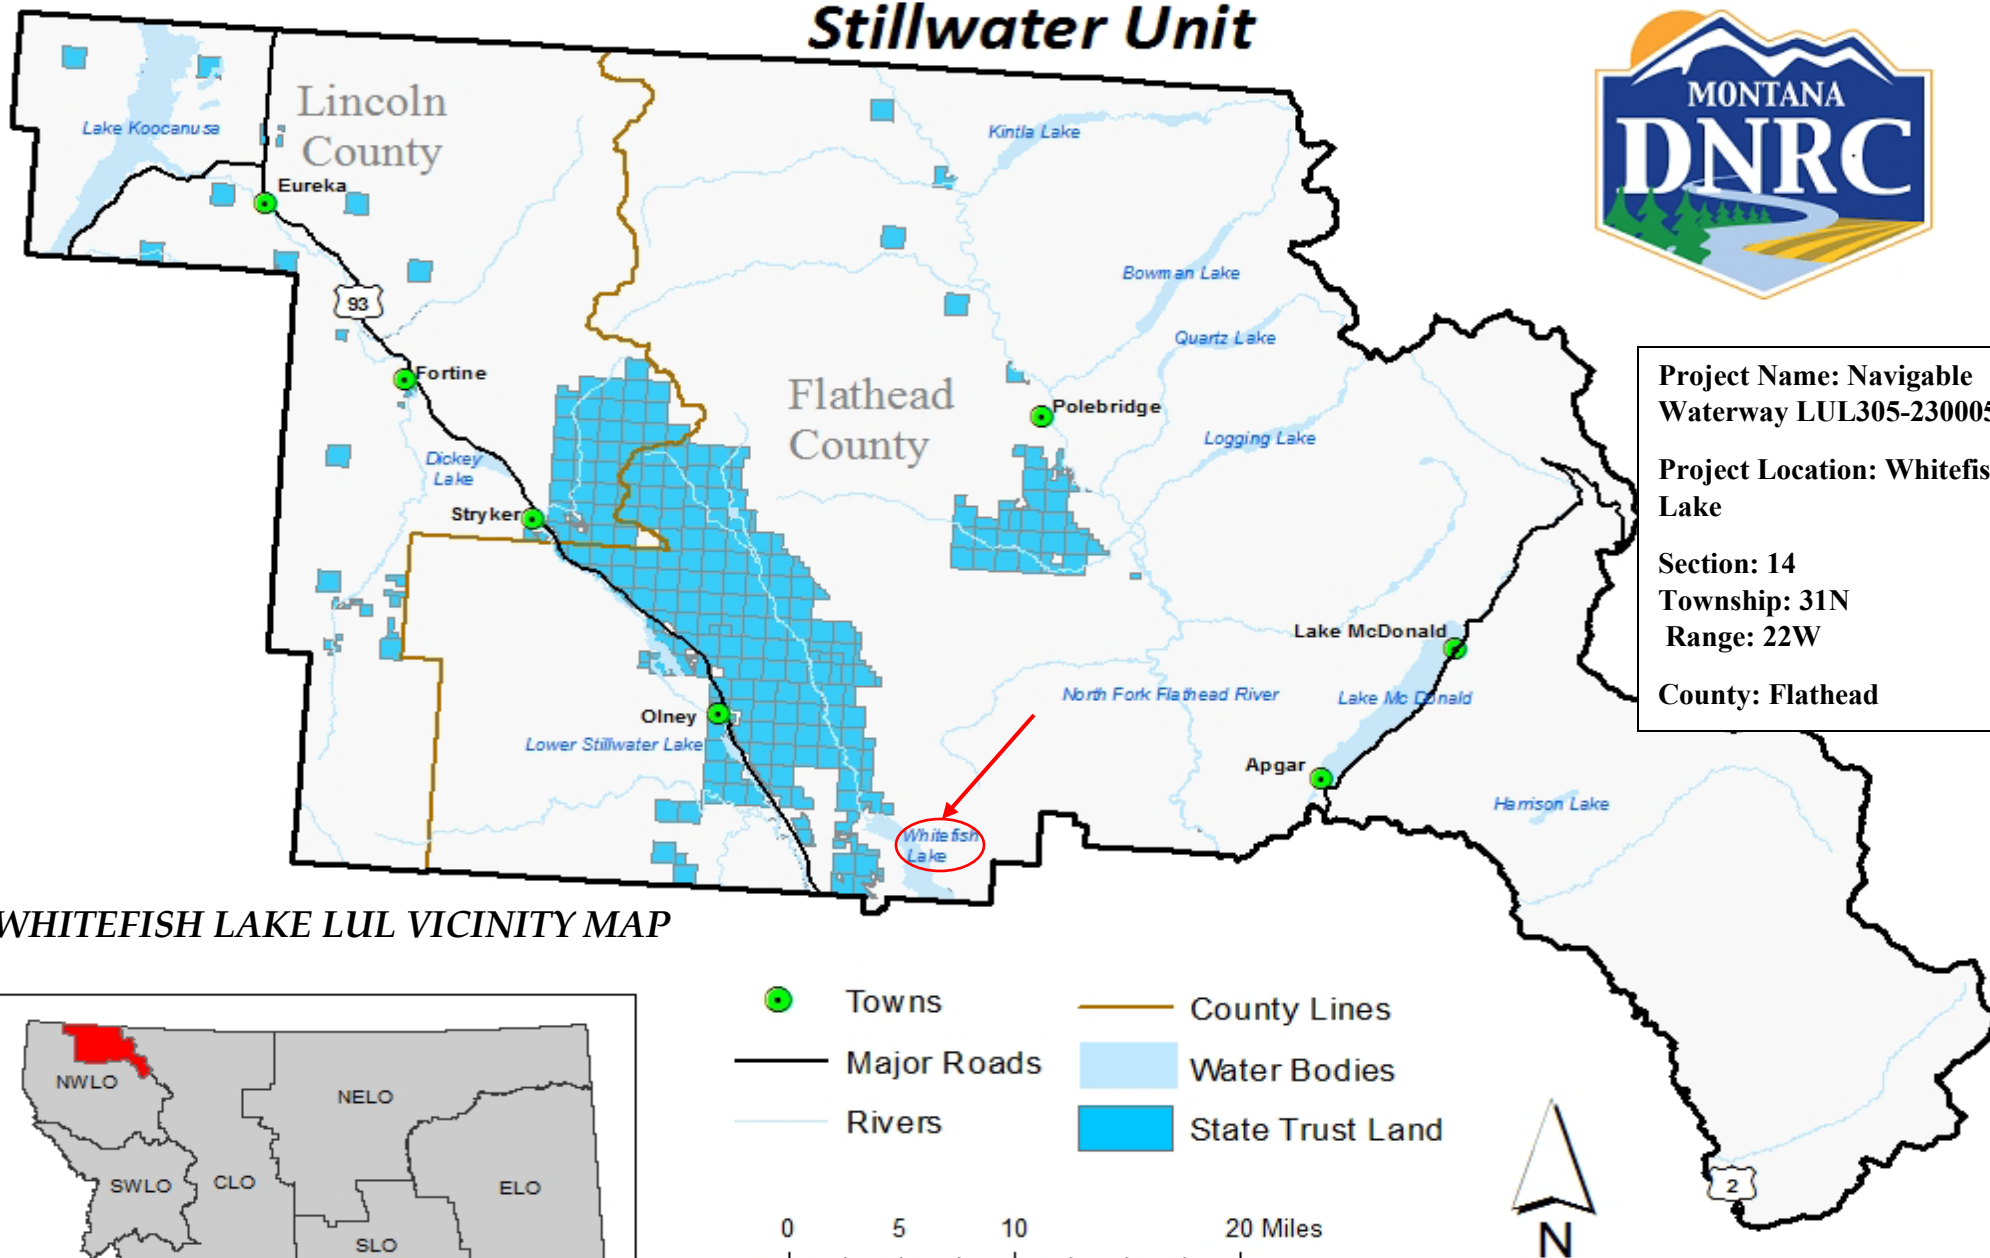 Stillwater Unit
MONTANA
DNRC
Lincoln
County
Lake Koocanusa
Eureka
93
Kintla Lake
Bowman Lake
Quartz Lake
Fortine
Flathead
County
Polebridge
Logging Lake
Dickey
Lake
Stryker
Project Name: Navigable
Waterway LUL305-230005
Project Location: Whitefis
Lake
Section: 14
Township: 31N
Range: 22W
County: Flathead
Lake McDonald
North Fork Flathead River
Lake Mc Donald
Olney
Lower Stillwater Lake
Apgar
Harrison Lake
Whitefish
Lake
WHITEFISH LAKE LUL VICINITY MAP
Towns
County Lines
Major Roads
Water Bodies
Rivers
State Trust Land
NWLO
NELO
SWLO
CLO
ELO
SLO
0 5 10 20 Miles
N
2